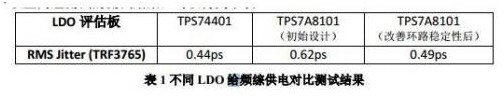 LDO 评估板 TPS74401 TPS7A8101 TPS7A8101
(初始设计) (改善环路稳定性后)
RMS Jitter (TRF3765) 0.44ps 0.62ps 0.49ps
表 1 不同 LDO 给频综供电对比测试结果